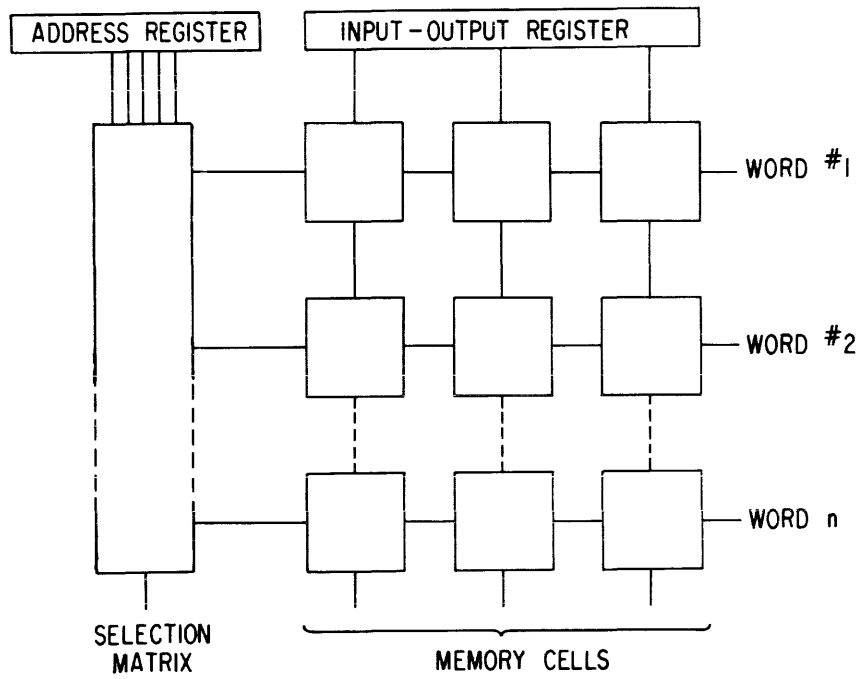 ADDRESS REGISTER
INPUT-OUTPUT REGISTER
WORD #1
WORD #2
WORD n
SELECTION
MATRIX
MEMORY CELLS